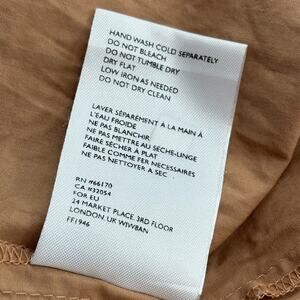 HAND WASH COLD SEPARATELY
DO NOT BLEACH
DO NOT TUMBLE DRY
DRY FLAT
LOW IRON AS NEEDED
DO NOT DRY CLEAN
LAVER SÉPARÉMENT À LA MAIN À
L'EAU FROIDE
NE PAS BLANCHIR
NE PAS METTRE AU SÈCHE-LINGE
FAIRE SÉCHER À PLAT
FAIBLE COMME FER NECESSAIRES
NE PAS NETTOYER A SEC
RN #66170
CA #32054
FOR EU
24 MARKET PLACE, 3RD FLOOR
LONDON, UK W1W8AN
FF1946